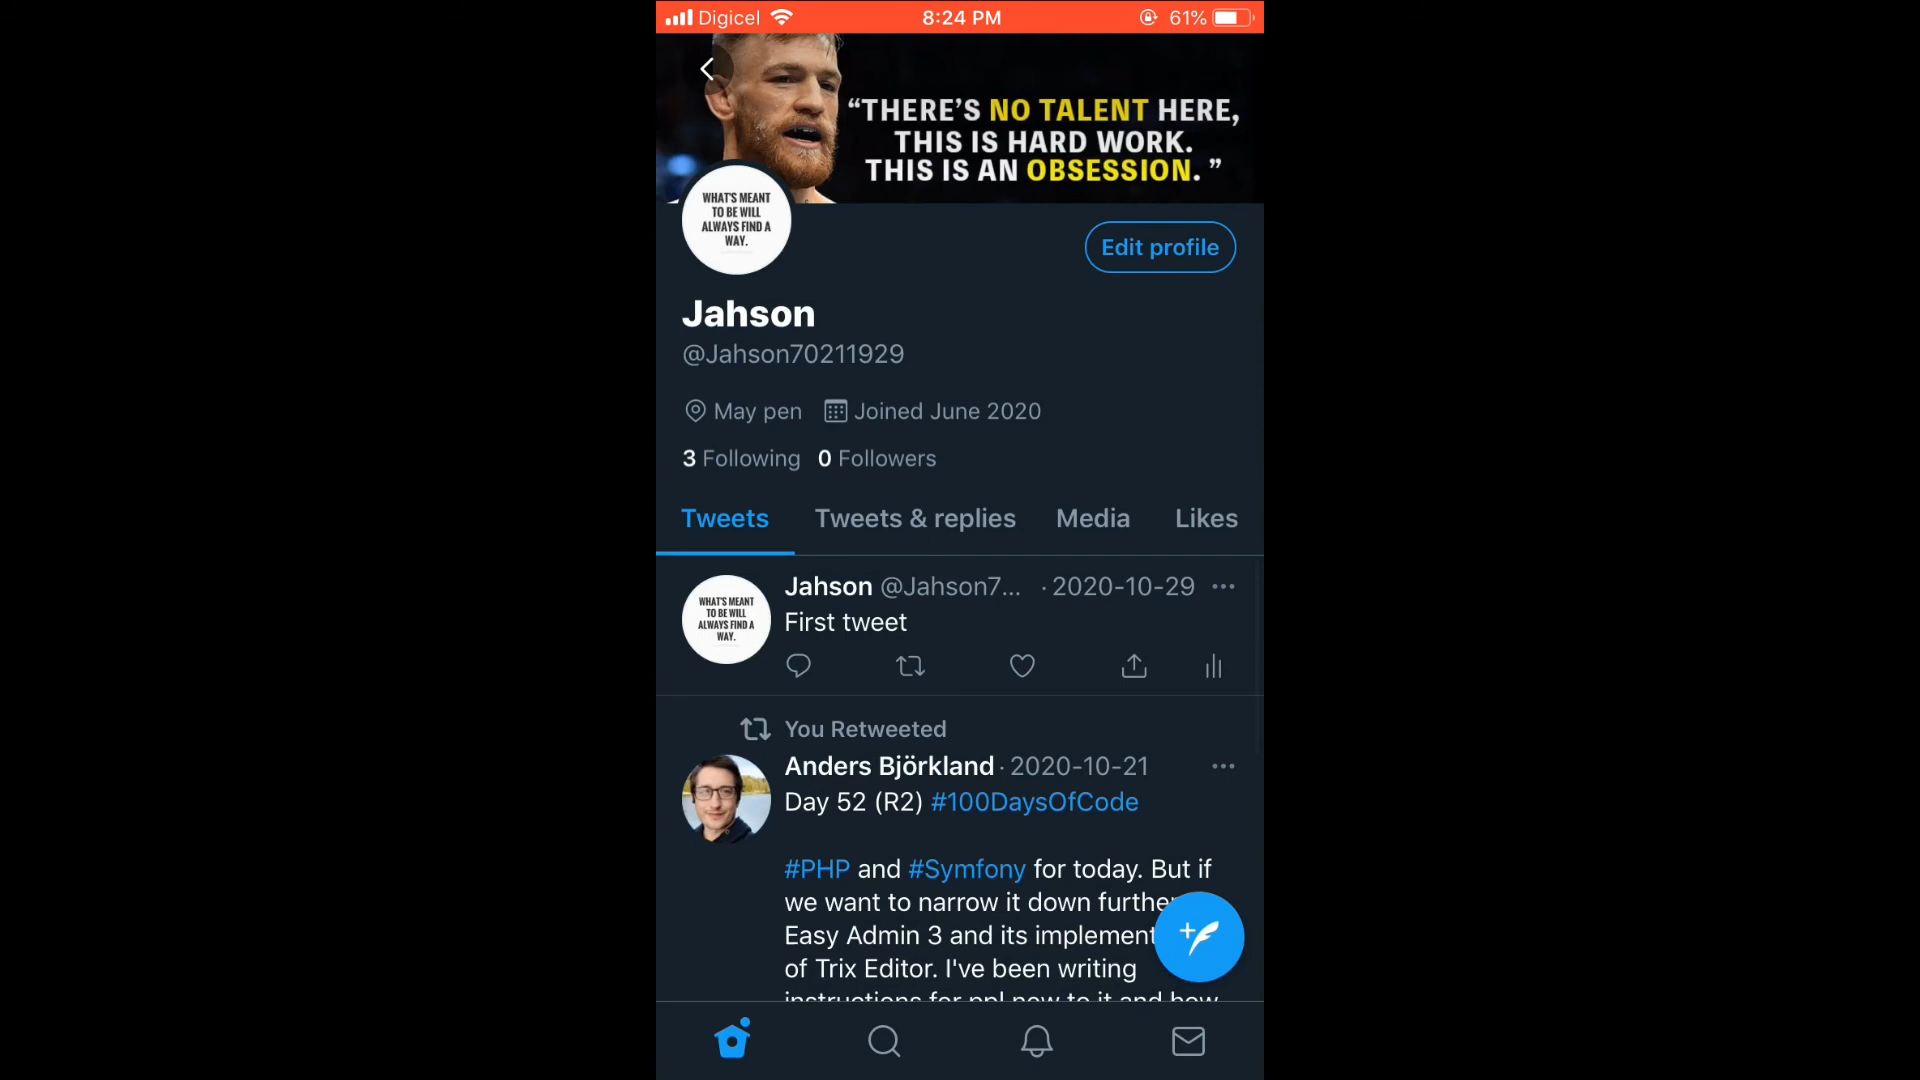 Digicel 8:24 PM 61%
“THERE’S NO TALENT HERE,
THIS IS HARD WORK.
THIS IS AN OBSESSION. ”
WHAT'S MEANT
TO BE WILL
ALWAYS FIND A
WAY.
Edit profile
Jahson
@Jahson70211929
May pen Joined June 2020
3 Following 0 Followers
Tweets Tweets & replies Media Likes
WHAT'S MEANT
TO BE WILL
ALWAYS FIND A
WAY.
Jahson @Jahson7... · 2020-10-29
First tweet
You Retweeted
Anders Björkland · 2020-10-21
Day 52 (R2) #100DaysOfCode
#PHP and #Symfony for today. But if
we want to narrow it down further
Easy Admin 3 and its implement
of Trix Editor. I've been writing
instructions for ppl new to it and how